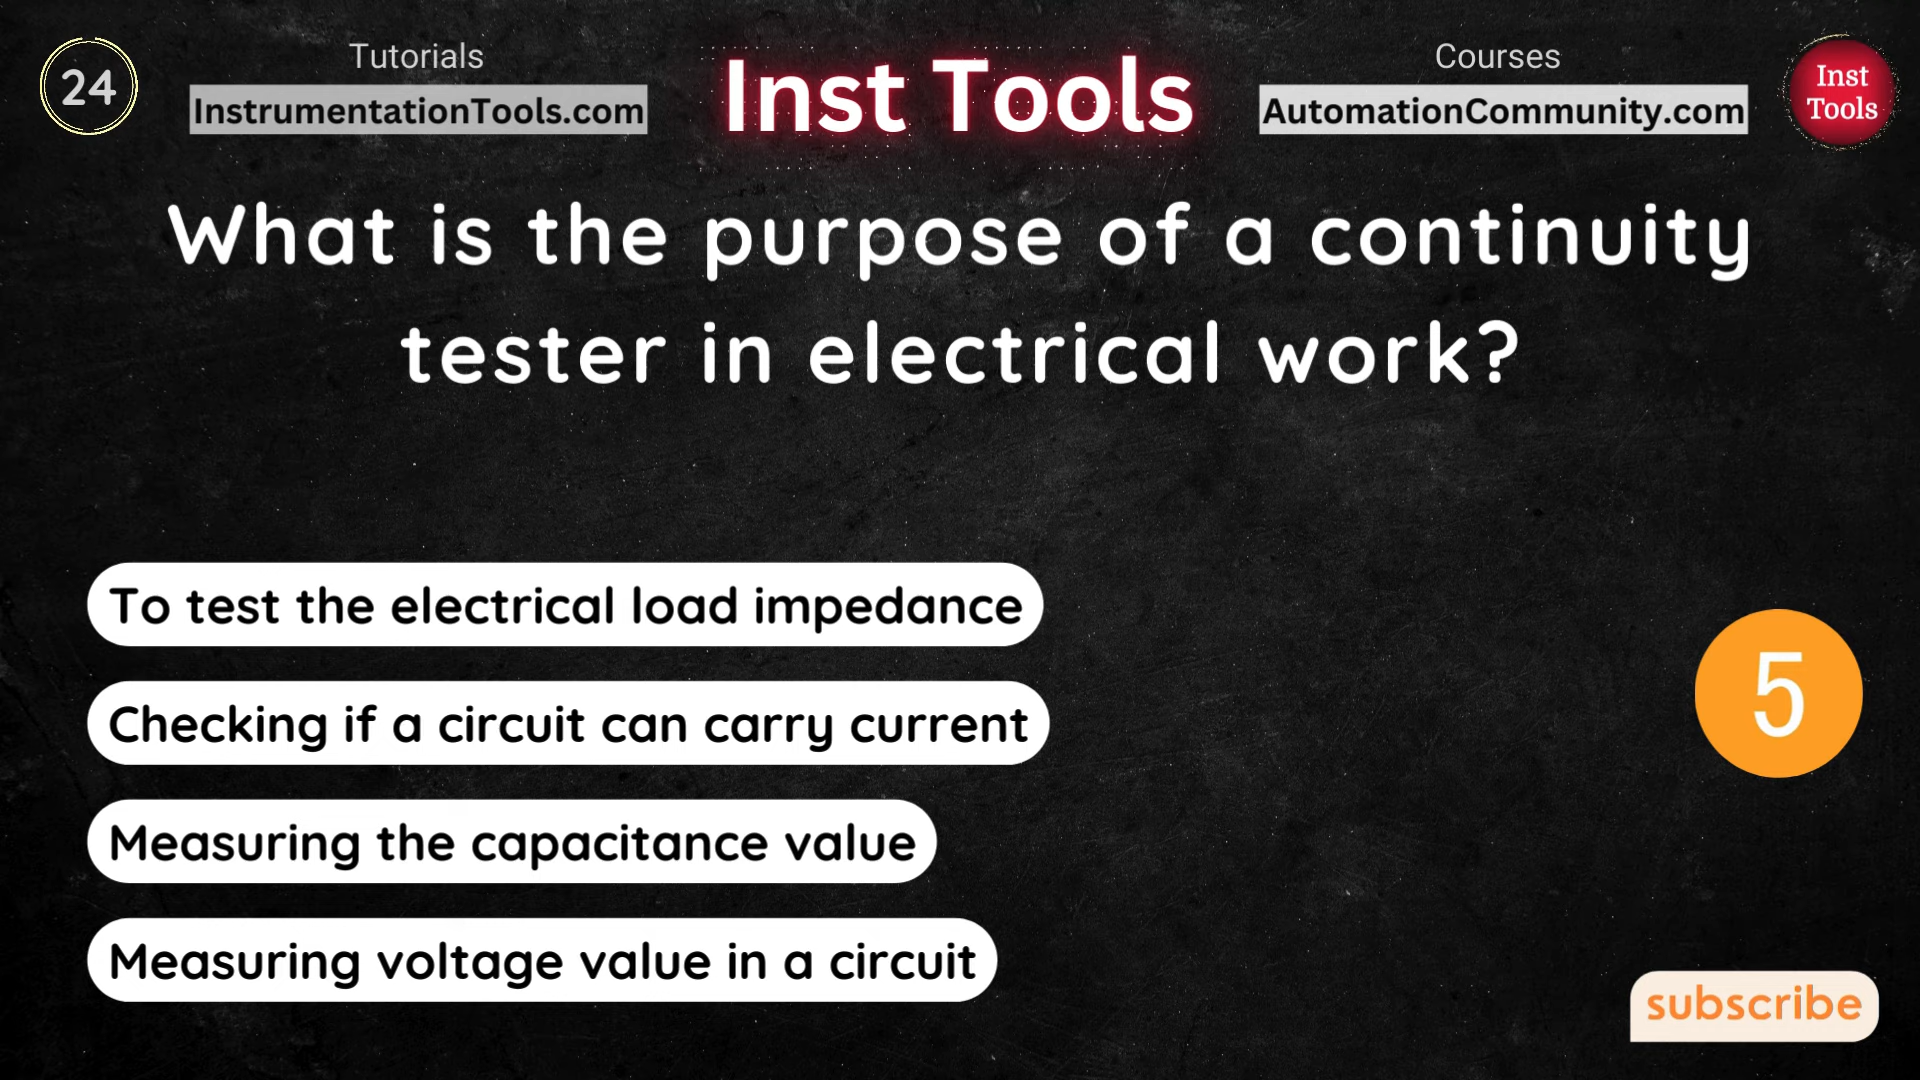 24
Tutorials
InstrumentationTools.com
Inst Tools
Courses
AutomationCommunity.com
Inst
Tools
What is the purpose of a continuity
tester in electrical work?
To test the electrical load impedance
Checking if a circuit can carry current
Measuring the capacitance value
Measuring voltage value in a circuit
5
subscribe